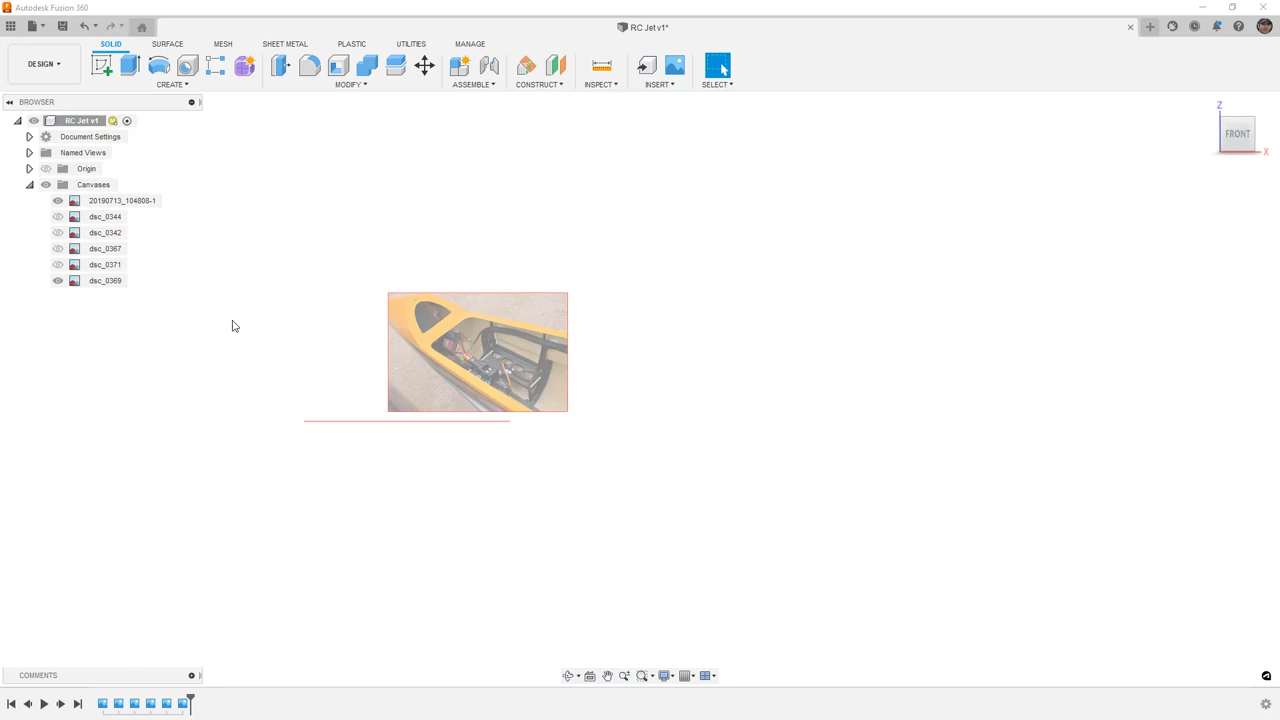 Autodesk Fusion 360
RC Jet v1*
DESIGN
SOLID
SURFACE
MESH
SHEET METAL
PLASTIC
UTILITIES
MANAGE
CREATE
MODIFY
ASSEMBLE
CONSTRUCT
INSPECT
INSERT
SELECT
BROWSER
RC Jet v1
Document Settings
Named Views
Origin
Canvases
20190713_104808-1
dsc_0344
dsc_0342
dsc_0367
dsc_0371
dsc_0369
Z
FRONT
X
COMMENTS